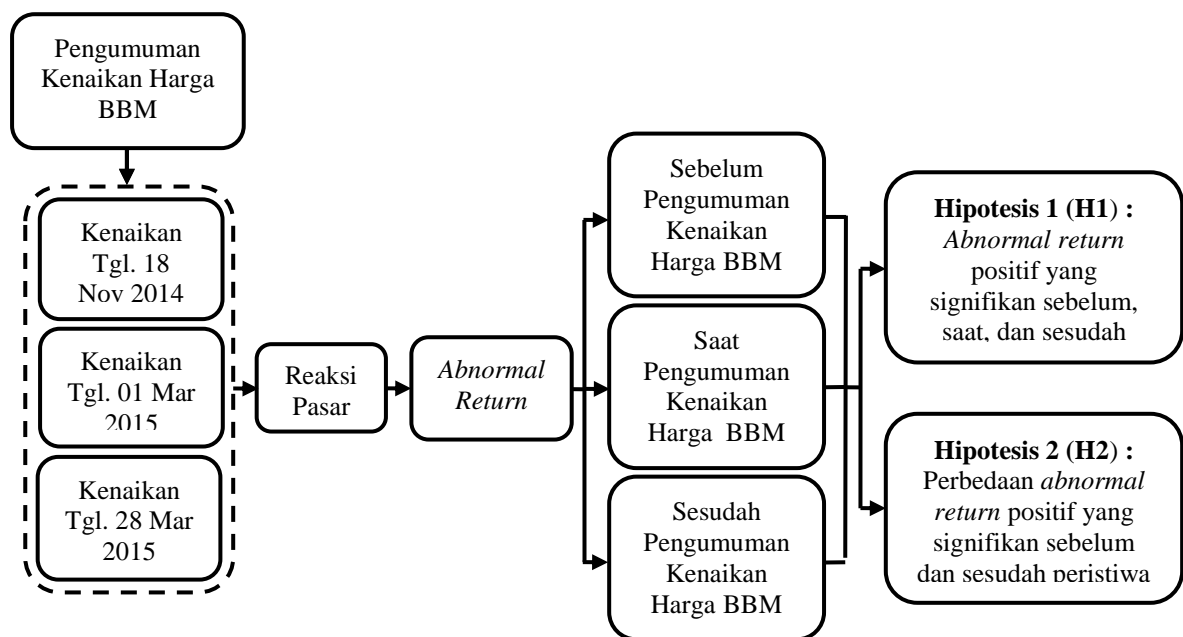 Pengumuman
Kenaikan Harga
BBM
Kenaikan
Tgl. 18
Nov 2014
Kenaikan
Tgl. 01 Mar
2015
Kenaikan
Tgl. 28 Mar
2015
Reaksi
Pasar
Abnormal
Return
Sebelum
Pengumuman
Kenaikan
Harga BBM
Saat
Pengumuman
Kenaikan
Harga BBM
Sesudah
Pengumuman
Kenaikan
Harga BBM
Hipotesis 1 (H1) :
Abnormal return
positif yang
signifikan sebelum,
saat, dan sesudah
Hipotesis 2 (H2) :
Perbedaan abnormal
return positif yang
signifikan sebelum
dan sesudah peristiwa